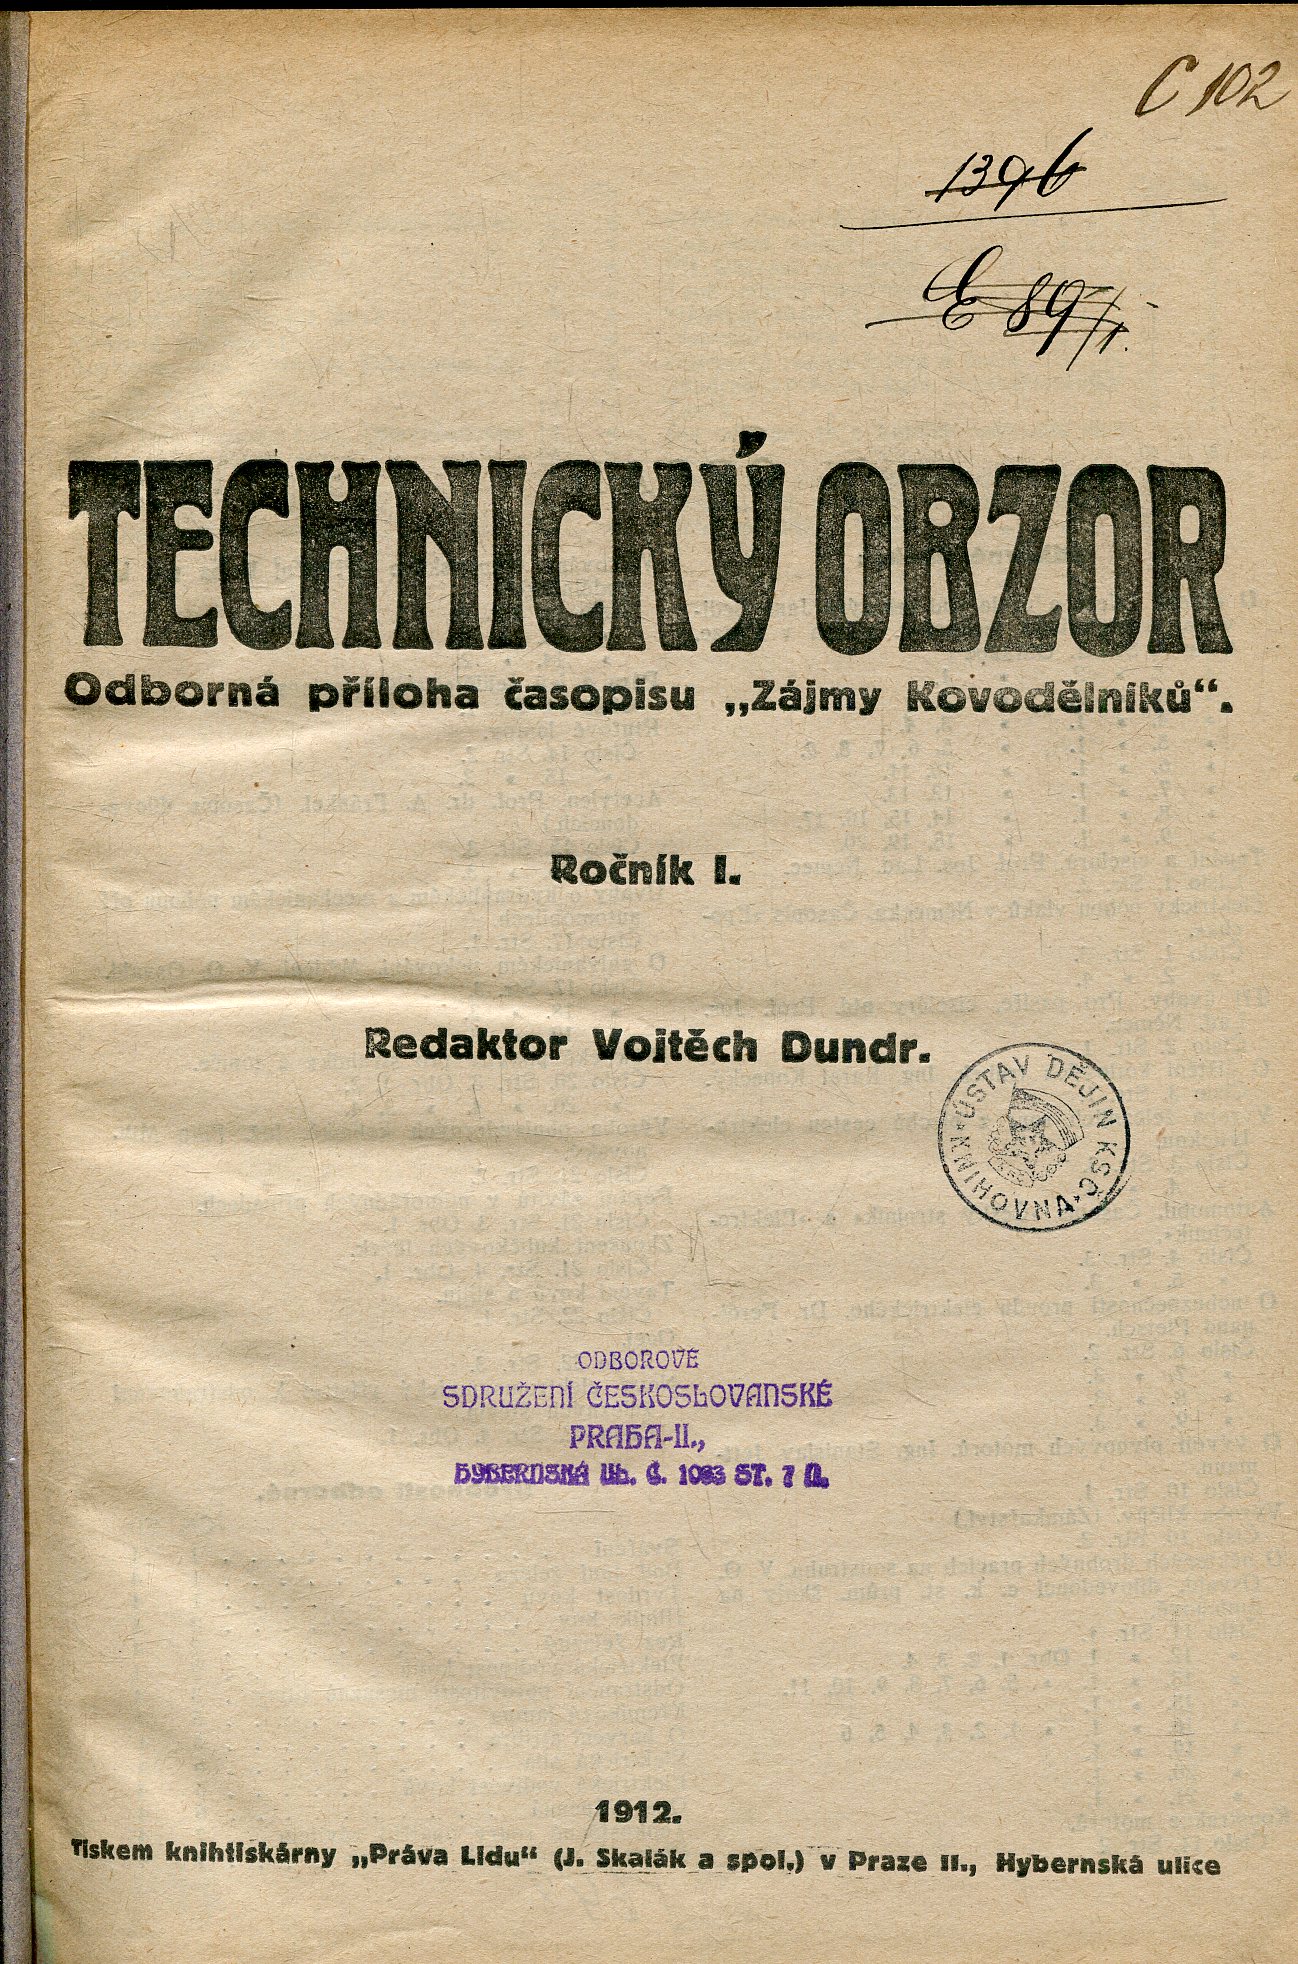 C 102
1396
E 89/I.
TECHNICKÝ OBZOR
Odborná příloha časopisu „Zájmy Kovodělníků“.
Ročník I.
Redaktor Vojtěch Dundr.
ÚSTAV DĚJIN KSČ • KNIHOVNA •
ODBOROVÉ
SDRUŽENÍ ČESKOSLOVANSKÉ
PRAHA-II.,
HYBERNSKÁ UL. Č. 1033 ST. 7 N.
1912.
Tiskem knihtiskárny „Práva Lidu“ (J. Skalák a spol.) v Praze II., Hybernská ulice